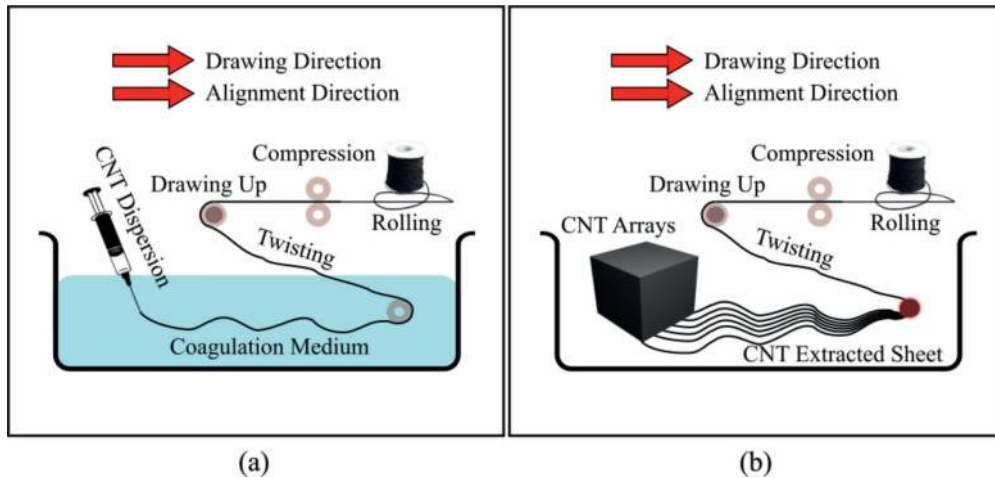 Drawing Direction
Alignment Direction
Compression
Drawing Up
Rolling
CNT Dispersion
Twisting
Coagulation Medium
(a)
Drawing Direction
Alignment Direction
Compression
Drawing Up
Rolling
CNT Arrays
Twisting
CNT Extracted Sheet
(b)